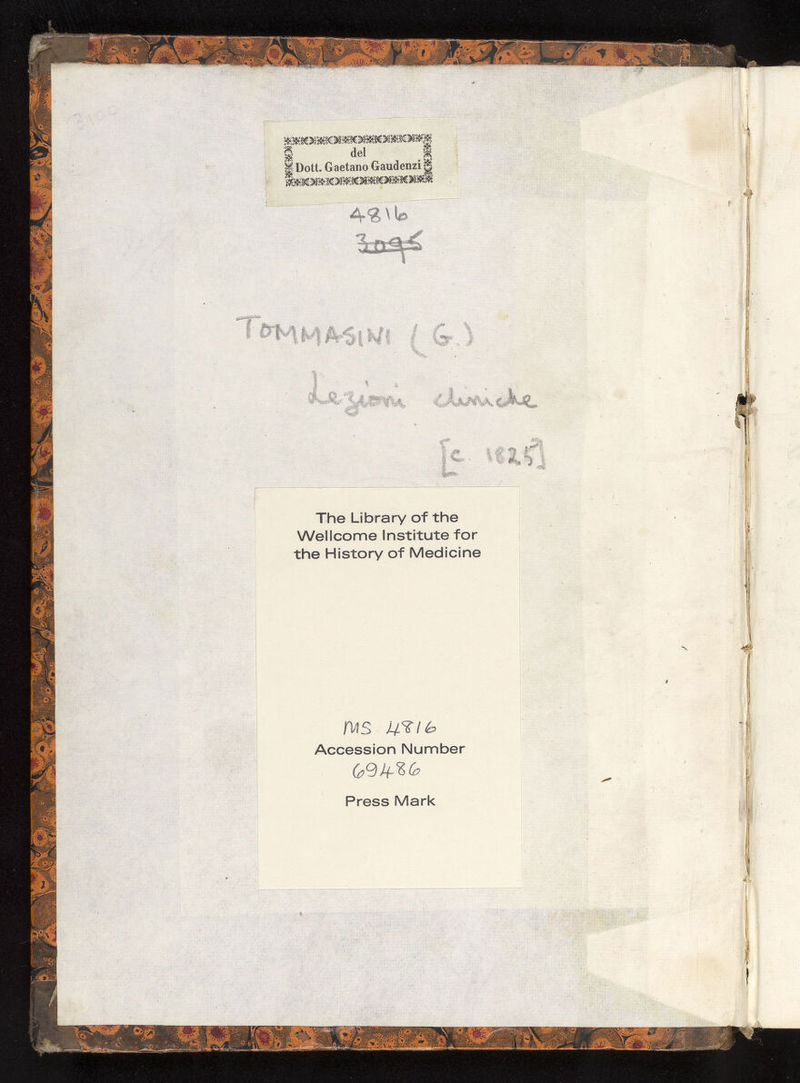 3100
del
Dott. Gaetano Gaudenzi
4816
3095
TOMMASINI (G.)
Lezioni cliniche
[c. 1825]
The Library of the
Wellcome Institute for
the History of Medicine
MS 4816
Accession Number
69486
Press Mark